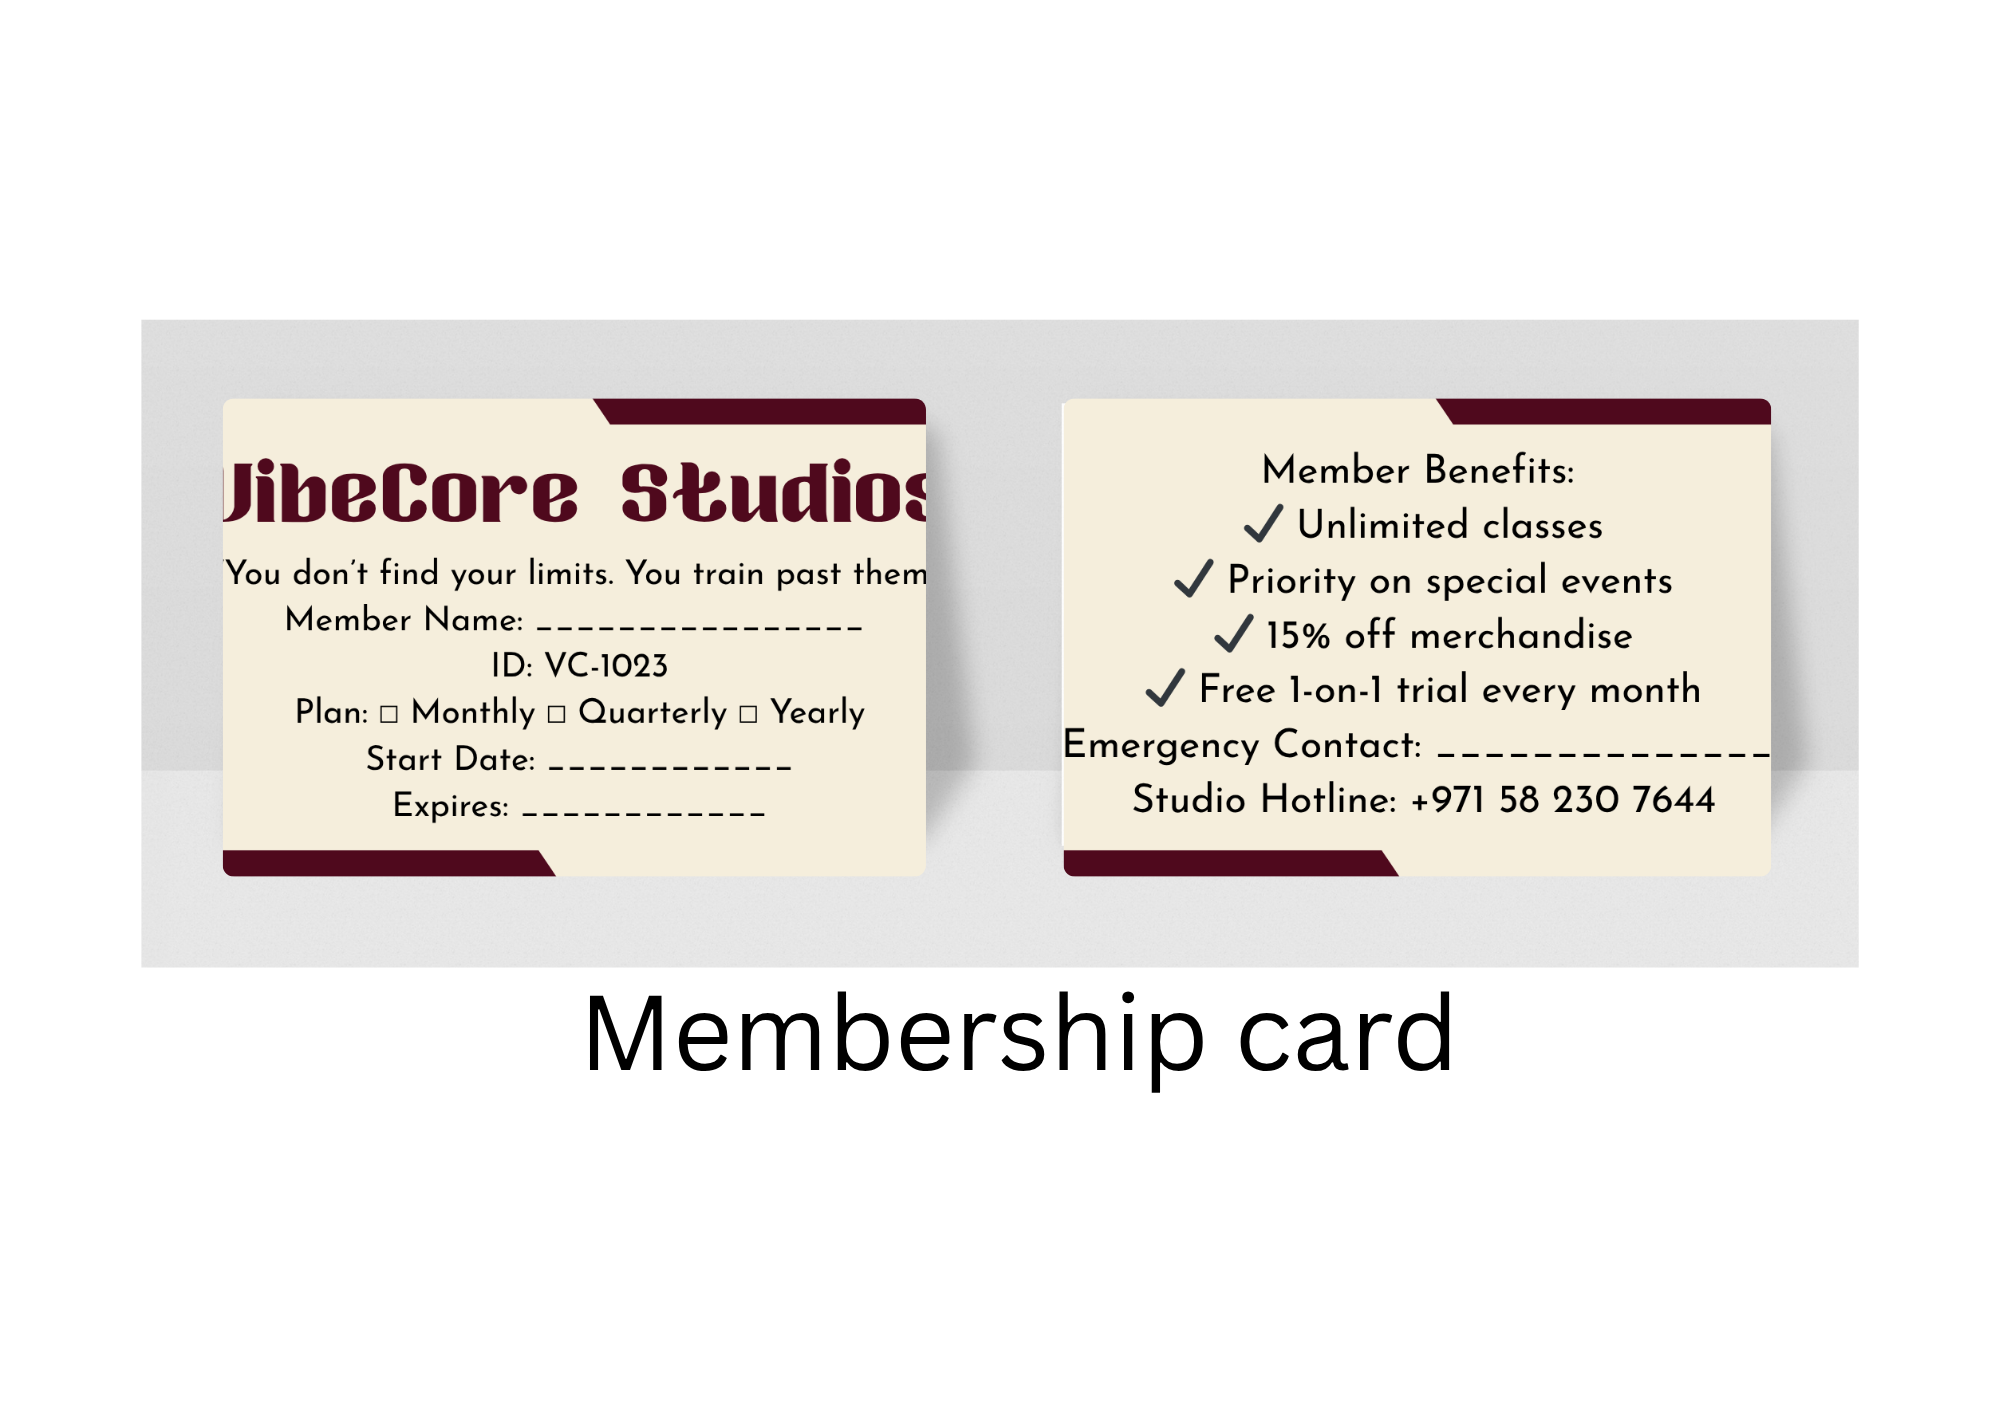 VibeCore Studios
"You don't find your limits. You train past them
Member Name: ________________
ID: VC-1023
Plan: □ Monthly □ Quarterly □ Yearly
Start Date: ____________
Expires: ____________
Member Benefits:
✓ Unlimited classes
✓ Priority on special events
✓ 15% off merchandise
✓ Free 1-on-1 trial every month
Emergency Contact: ______________
Studio Hotline: +971 58 230 7644
Membership card